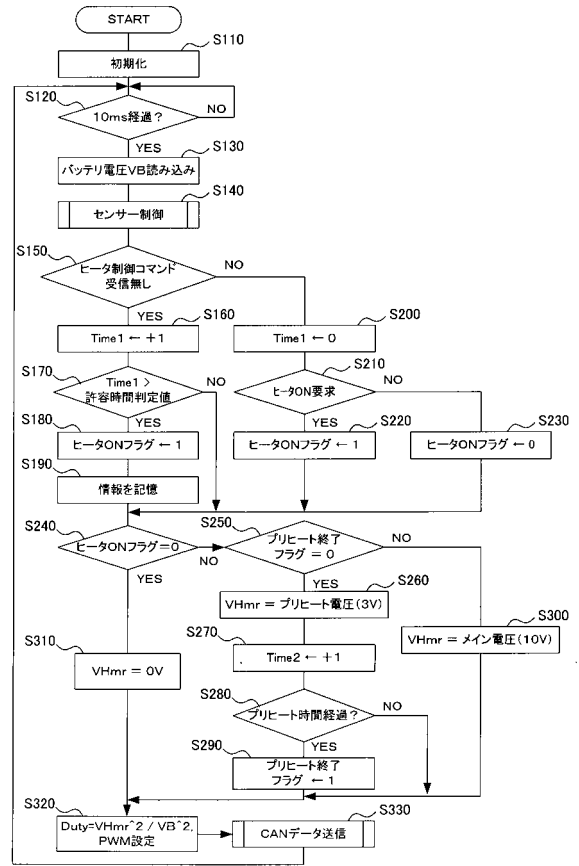 START
S110
初期化
S120
10ms経過？
NO
YES
S130
バッテリ電圧VB読み込み
S140
センサー制御
S150
ヒータ制御コマンド
受信無し
NO
YES
S160
Time1 ← +1
S200
Time1 ← 0
S170
Time1 >
許容時間判定値
NO
YES
S210
ヒータON要求
NO
YES
S180
ヒータONフラグ ← 1
S220
ヒータONフラグ ← 1
S230
ヒータONフラグ ← 0
S190
情報を記憶
S240
ヒータONフラグ＝0
NO
YES
S250
プリヒート終了
フラグ = 0
NO
YES
S260
VHmr = プリヒート電圧(3V)
S300
VHmr = メイン電圧(10V)
S270
Time2 ← +1
S310
VHmr = 0V
S280
プリヒート時間経過？
NO
YES
S290
プリヒート終了
フラグ ← 1
S320
Duty=VHmr^2 / VB^2,
PWM設定
S330
CANデータ送信